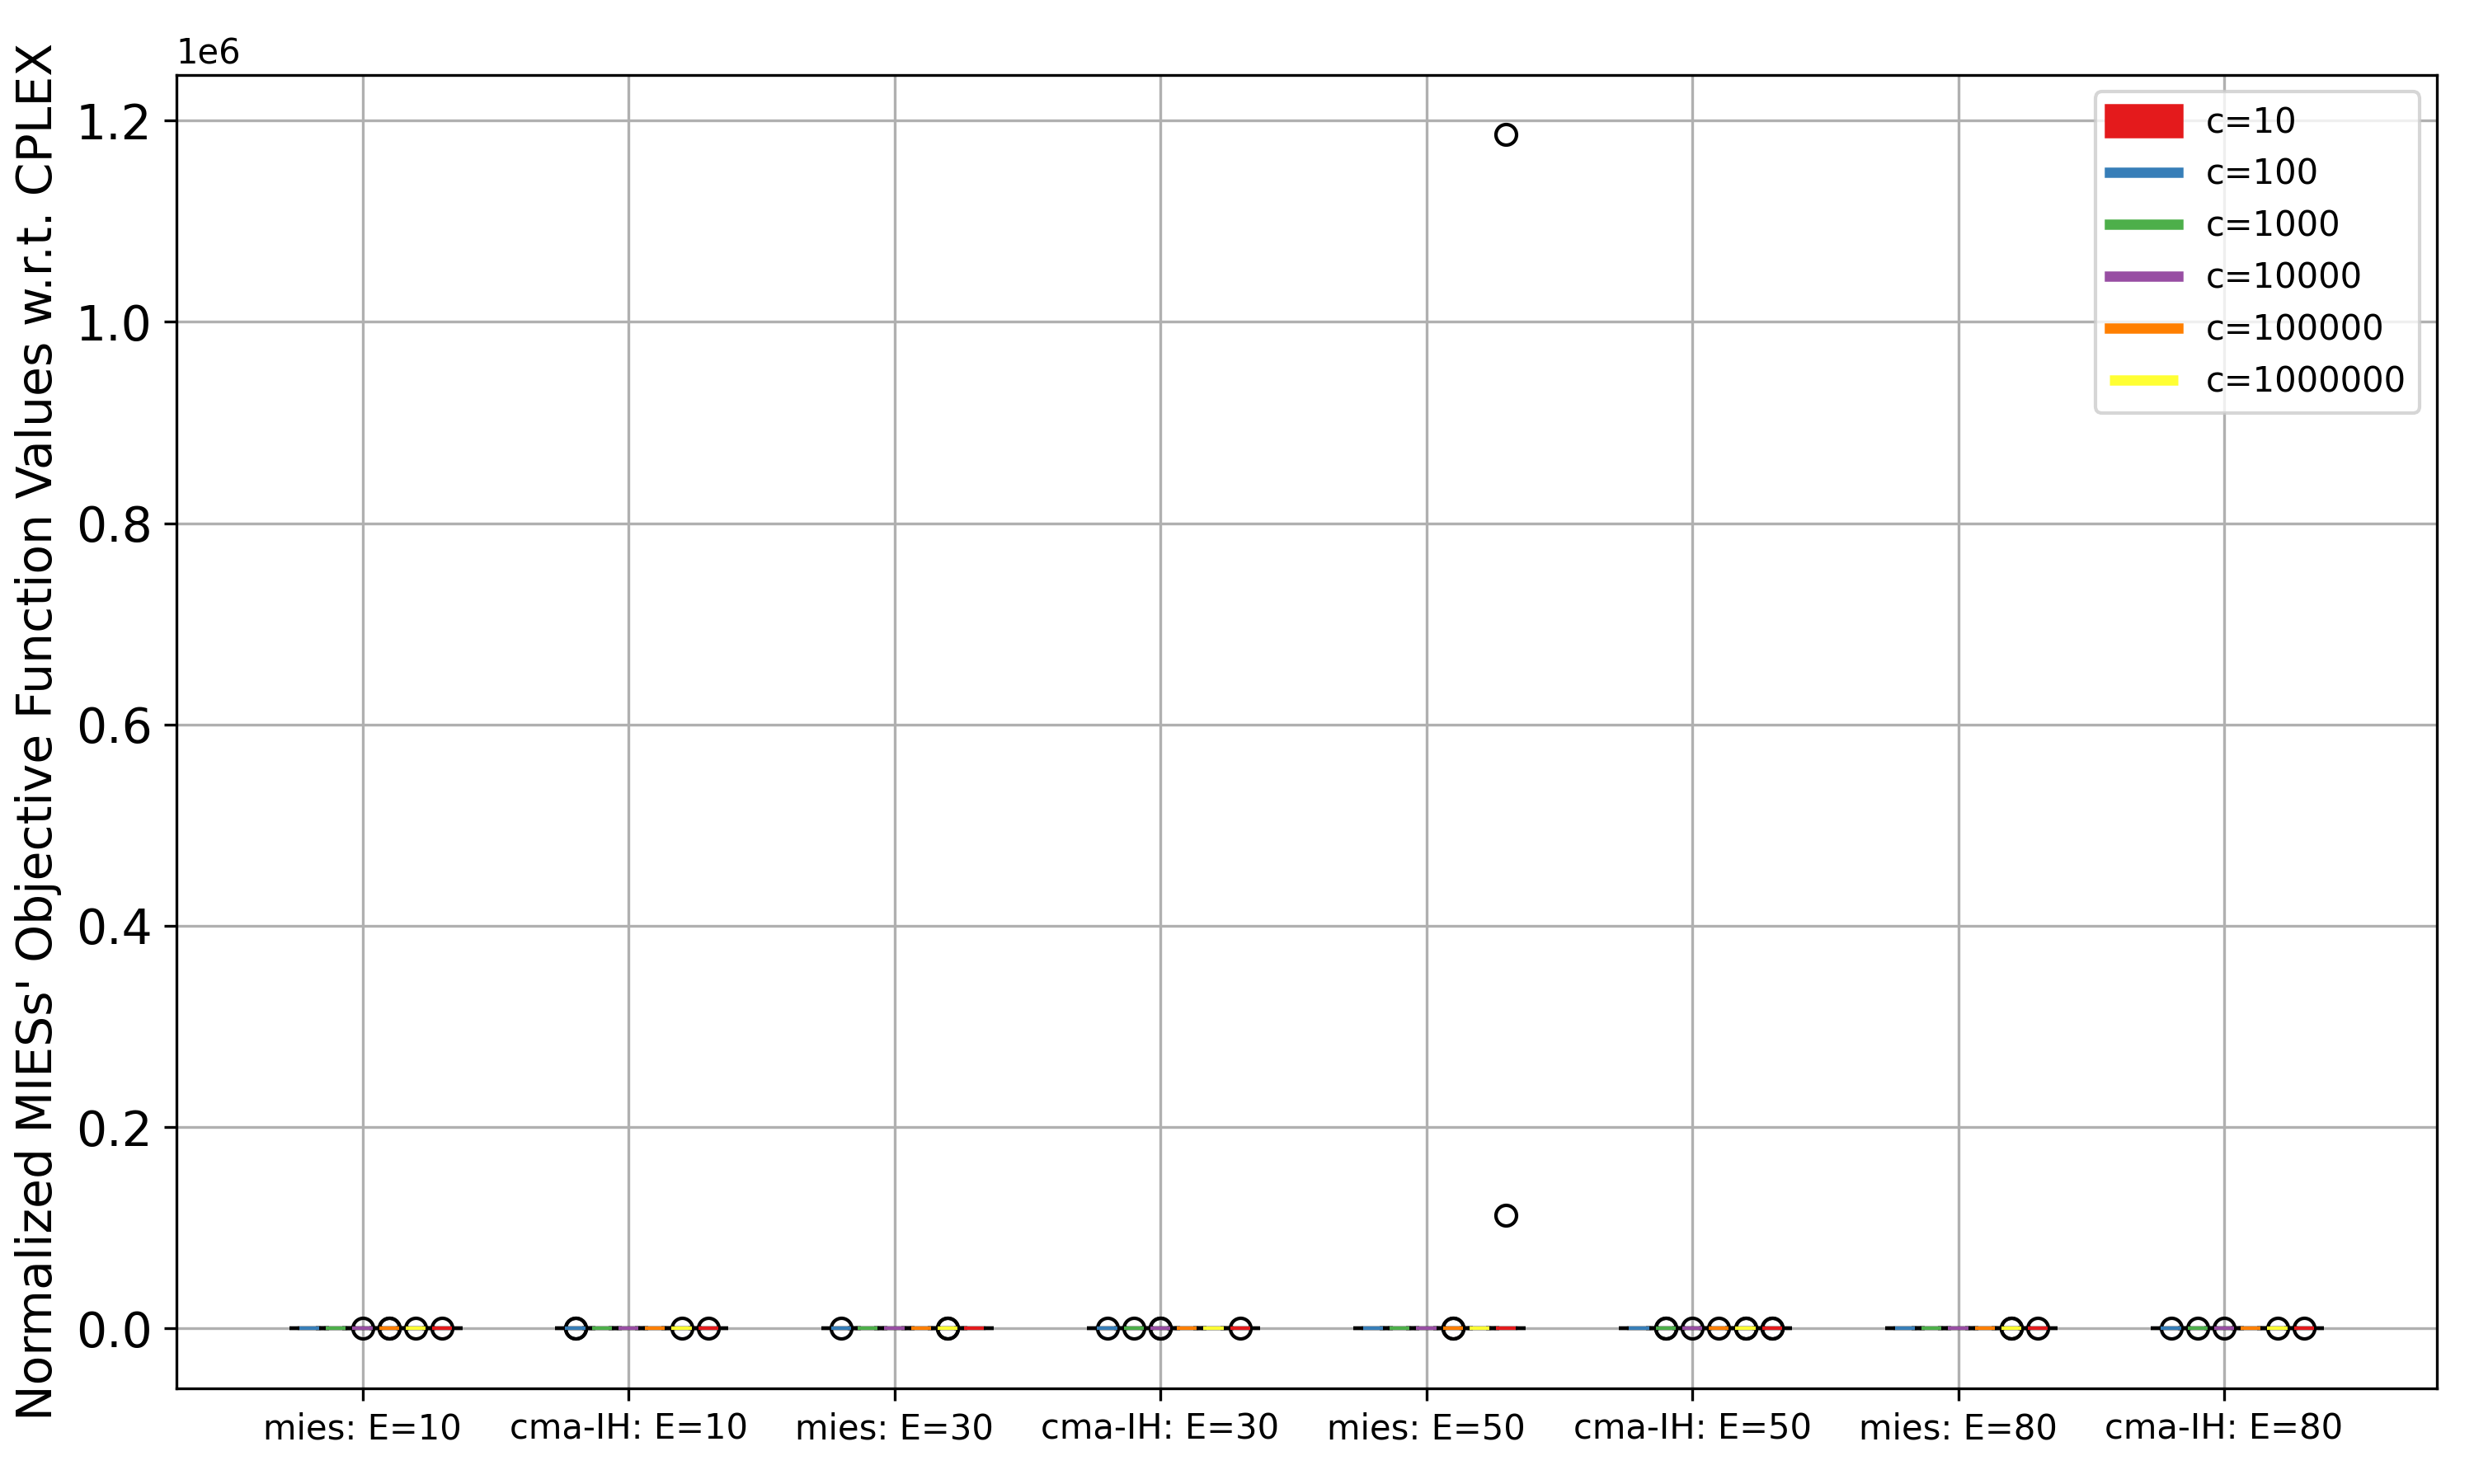 1e6
Normalized MIESs' Objective Function Values w.r.t. CPLEX
1.2
1.0
0.8
0.6
0.4
0.2
0.0
c=10
c=100
c=1000
c=10000
c=100000
c=1000000
mies: E=10
cma-IH: E=10
mies: E=30
cma-IH: E=30
mies: E=50
cma-IH: E=50
mies: E=80
cma-IH: E=80